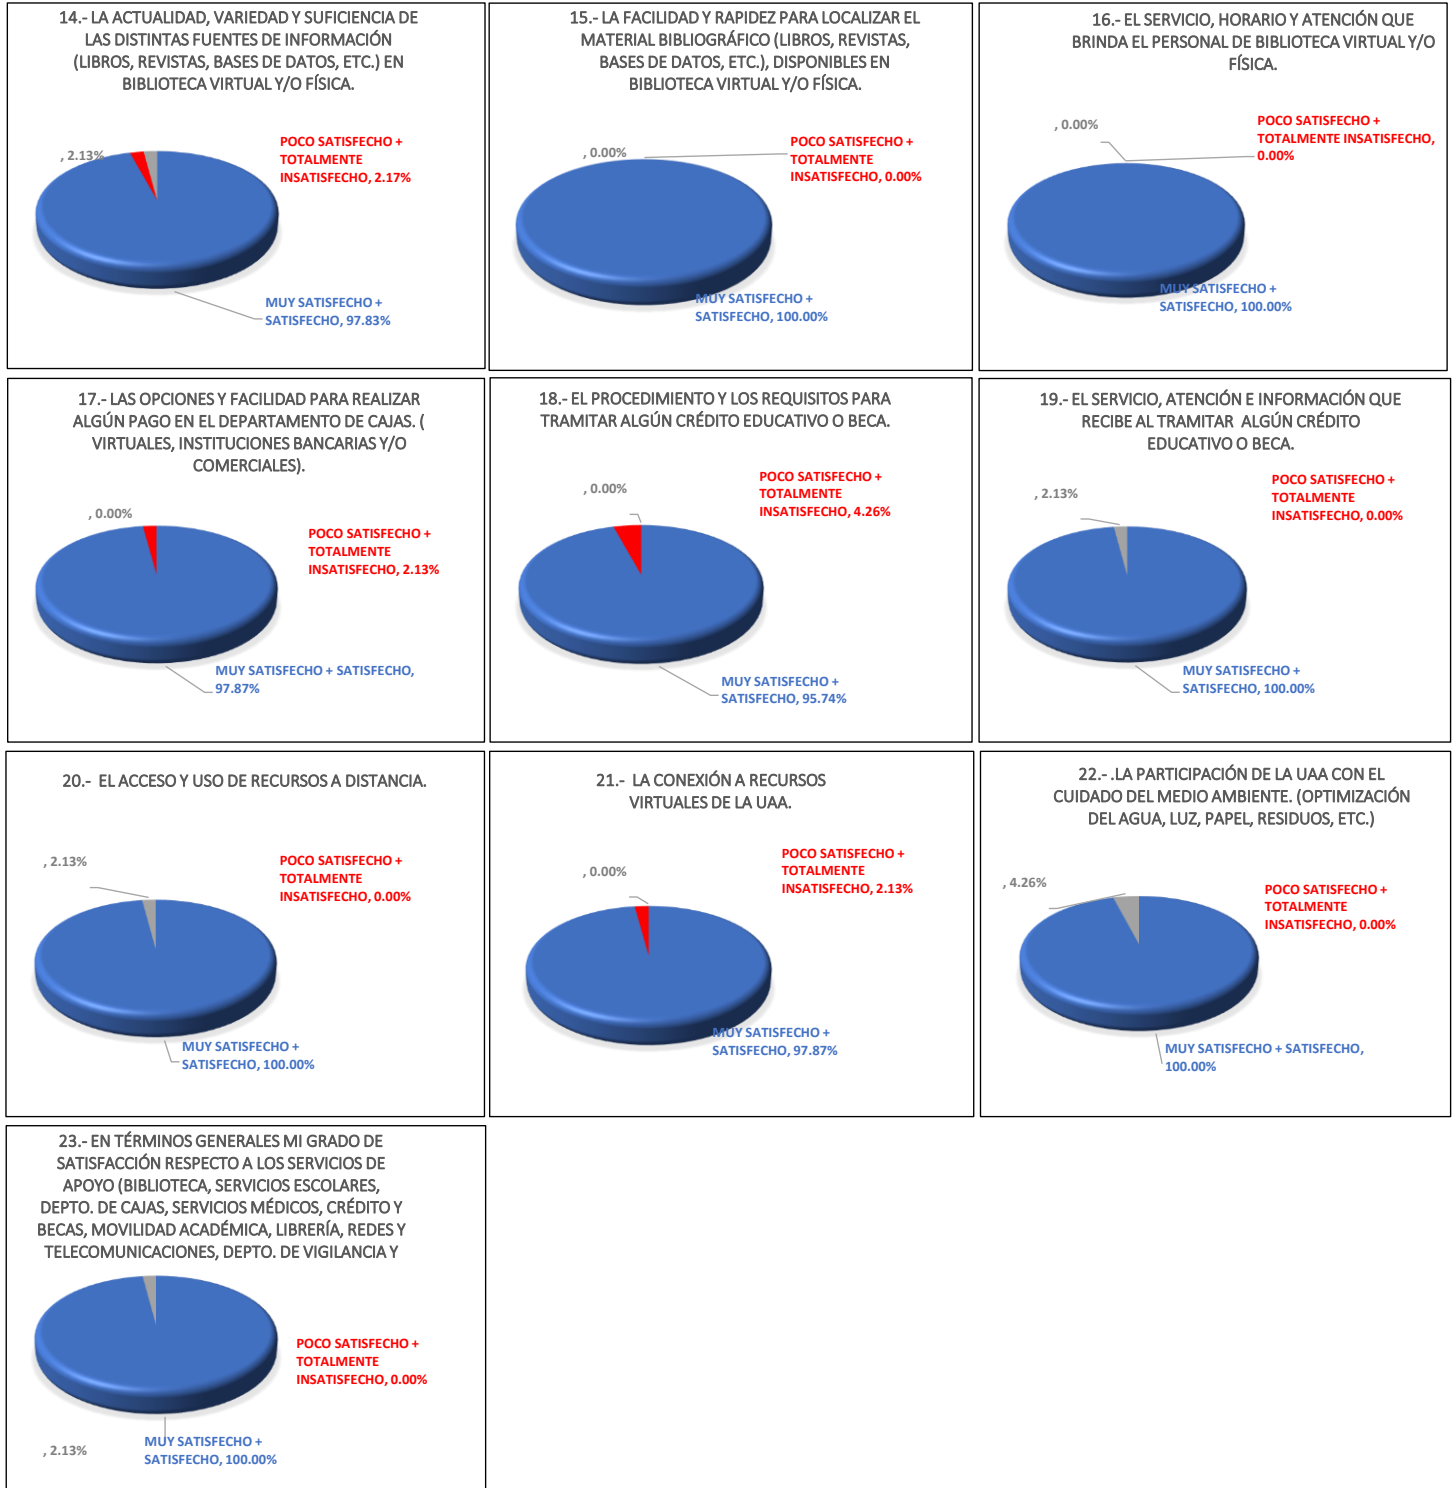 14.- LA ACTUALIDAD, VARIEDAD Y SUFICIENCIA DE
LAS DISTINTAS FUENTES DE INFORMACIÓN
(LIBROS, REVISTAS, BASES DE DATOS, ETC.) EN
BIBLIOTECA VIRTUAL Y/O FÍSICA.
, 2.13%
POCO SATISFECHO +
TOTALMENTE
INSATISFECHO, 2.17%
MUY SATISFECHO +
SATISFECHO, 97.83%
15.- LA FACILIDAD Y RAPIDEZ PARA LOCALIZAR EL
MATERIAL BIBLIOGRÁFICO (LIBROS, REVISTAS,
BASES DE DATOS, ETC.), DISPONIBLES EN
BIBLIOTECA VIRTUAL Y/O FÍSICA.
, 0.00%
POCO SATISFECHO +
TOTALMENTE
INSATISFECHO, 0.00%
MUY SATISFECHO +
SATISFECHO, 100.00%
16.- EL SERVICIO, HORARIO Y ATENCIÓN QUE
BRINDA EL PERSONAL DE BIBLIOTECA VIRTUAL Y/O
FÍSICA.
, 0.00%
POCO SATISFECHO +
TOTALMENTE INSATISFECHO,
0.00%
MUY SATISFECHO +
SATISFECHO, 100.00%
17.- LAS OPCIONES Y FACILIDAD PARA REALIZAR
ALGÚN PAGO EN EL DEPARTAMENTO DE CAJAS. (
VIRTUALES, INSTITUCIONES BANCARIAS Y/O
COMERCIALES).
, 0.00%
POCO SATISFECHO +
TOTALMENTE
INSATISFECHO, 2.13%
MUY SATISFECHO + SATISFECHO,
97.87%
18.- EL PROCEDIMIENTO Y LOS REQUISITOS PARA
TRAMITAR ALGÚN CRÉDITO EDUCATIVO O BECA.
, 0.00%
POCO SATISFECHO +
TOTALMENTE
INSATISFECHO, 4.26%
MUY SATISFECHO +
SATISFECHO, 95.74%
19.- EL SERVICIO, ATENCIÓN E INFORMACIÓN QUE
RECIBE AL TRAMITAR ALGÚN CRÉDITO
EDUCATIVO O BECA.
, 2.13%
POCO SATISFECHO +
TOTALMENTE
INSATISFECHO, 0.00%
MUY SATISFECHO +
SATISFECHO, 100.00%
20.- EL ACCESO Y USO DE RECURSOS A DISTANCIA.
, 2.13%
POCO SATISFECHO +
TOTALMENTE
INSATISFECHO, 0.00%
MUY SATISFECHO +
SATISFECHO, 100.00%
21.- LA CONEXIÓN A RECURSOS
VIRTUALES DE LA UAA.
, 0.00%
POCO SATISFECHO +
TOTALMENTE
INSATISFECHO, 2.13%
MUY SATISFECHO +
SATISFECHO, 97.87%
22.- .LA PARTICIPACIÓN DE LA UAA CON EL
CUIDADO DEL MEDIO AMBIENTE. (OPTIMIZACIÓN
DEL AGUA, LUZ, PAPEL, RESIDUOS, ETC.)
, 4.26%
POCO SATISFECHO +
TOTALMENTE
INSATISFECHO, 0.00%
MUY SATISFECHO + SATISFECHO,
100.00%
23.- EN TÉRMINOS GENERALES MI GRADO DE
SATISFACCIÓN RESPECTO A LOS SERVICIOS DE
APOYO (BIBLIOTECA, SERVICIOS ESCOLARES,
DEPTO. DE CAJAS, SERVICIOS MÉDICOS, CRÉDITO Y
BECAS, MOVILIDAD ACADÉMICA, LIBRERÍA, REDES Y
TELECOMUNICACIONES, DEPTO. DE VIGILANCIA Y
POCO SATISFECHO +
TOTALMENTE
INSATISFECHO, 0.00%
, 2.13%
MUY SATISFECHO +
SATISFECHO, 100.00%